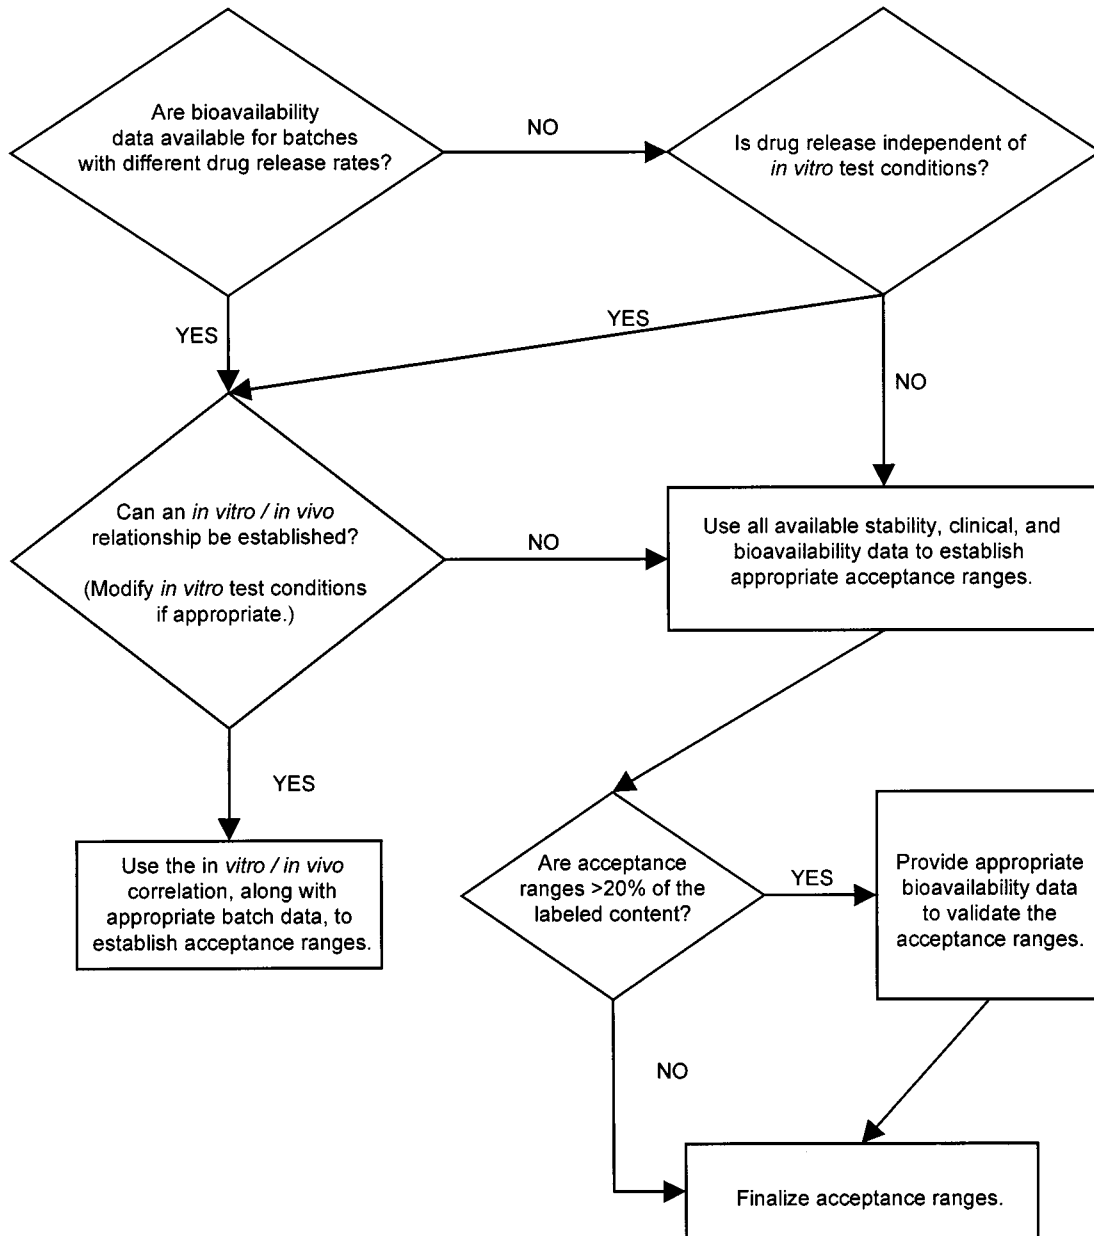 Are bioavailability
data available for batches
with different drug release rates?
NO
Is drug release independent of
in vitro test conditions?
YES
YES
NO
Can an in vitro / in vivo
relationship be established?
(Modify in vitro test conditions
if appropriate.)
NO
Use all available stability, clinical, and
bioavailability data to establish
appropriate acceptance ranges.
YES
Use the in vitro / in vivo
correlation, along with
appropriate batch data, to
establish acceptance ranges.
Are acceptance
ranges >20% of the
labeled content?
YES
Provide appropriate
bioavailability data
to validate the
acceptance ranges.
NO
Finalize acceptance ranges.